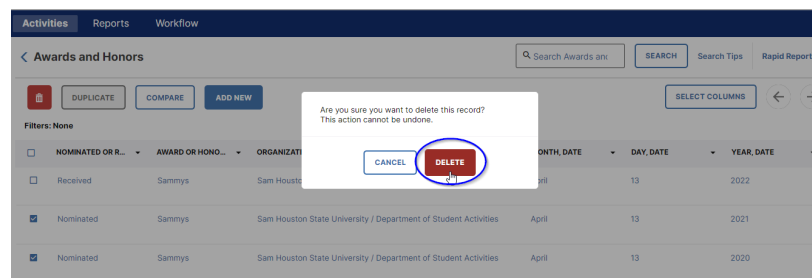 Activities Reports Workflow
Awards and Honors
Search Awards anc
SEARCH
Search Tips
Rapid Report
DUPLICATE
COMPARE
ADD NEW
SELECT COLUMNS
Filters: None
Are you sure you want to delete this record?
This action cannot be undone.
CANCEL
DELETE
NOMINATED OR R... AWARD OR HONO... ORGANIZATI ONTH, DATE DAY, DATE YEAR, DATE
Received Sammys Sam Housto pril 13 2022
Nominated Sammys Sam Houston State University / Department of Student Activities April 13 2021
Nominated Sammys Sam Houston State University / Department of Student Activities April 13 2020